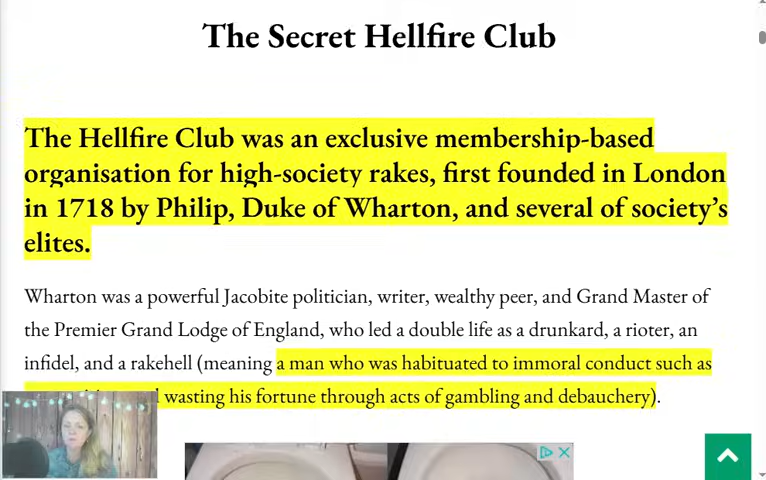 The Secret Hellfire Club
The Hellfire Club was an exclusive membership-based
organisation for high-society rakes, first founded in London
in 1718 by Philip, Duke of Wharton, and several of society’s
elites.
Wharton was a powerful Jacobite politician, writer, wealthy peer, and Grand Master of
the Premier Grand Lodge of England, who led a double life as a drunkard, a rioter, an
infidel, and a rakehell (meaning a man who was habituated to immoral conduct such as
wasting his fortune through acts of gambling and debauchery).